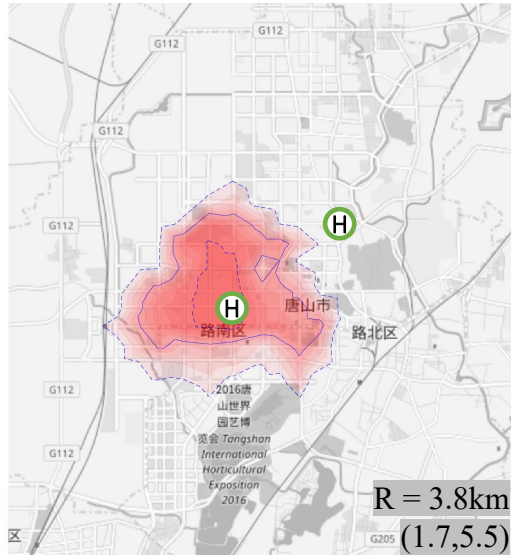 G112
G112
G112
G112
H
G112
H
唐山市
路南区
路北区
2016唐
山世界
园艺博
览会 Tangshan
International
Horticultural
Exposition
2016
G112
R = 3.8km
区
G205
(1.7,5.5)